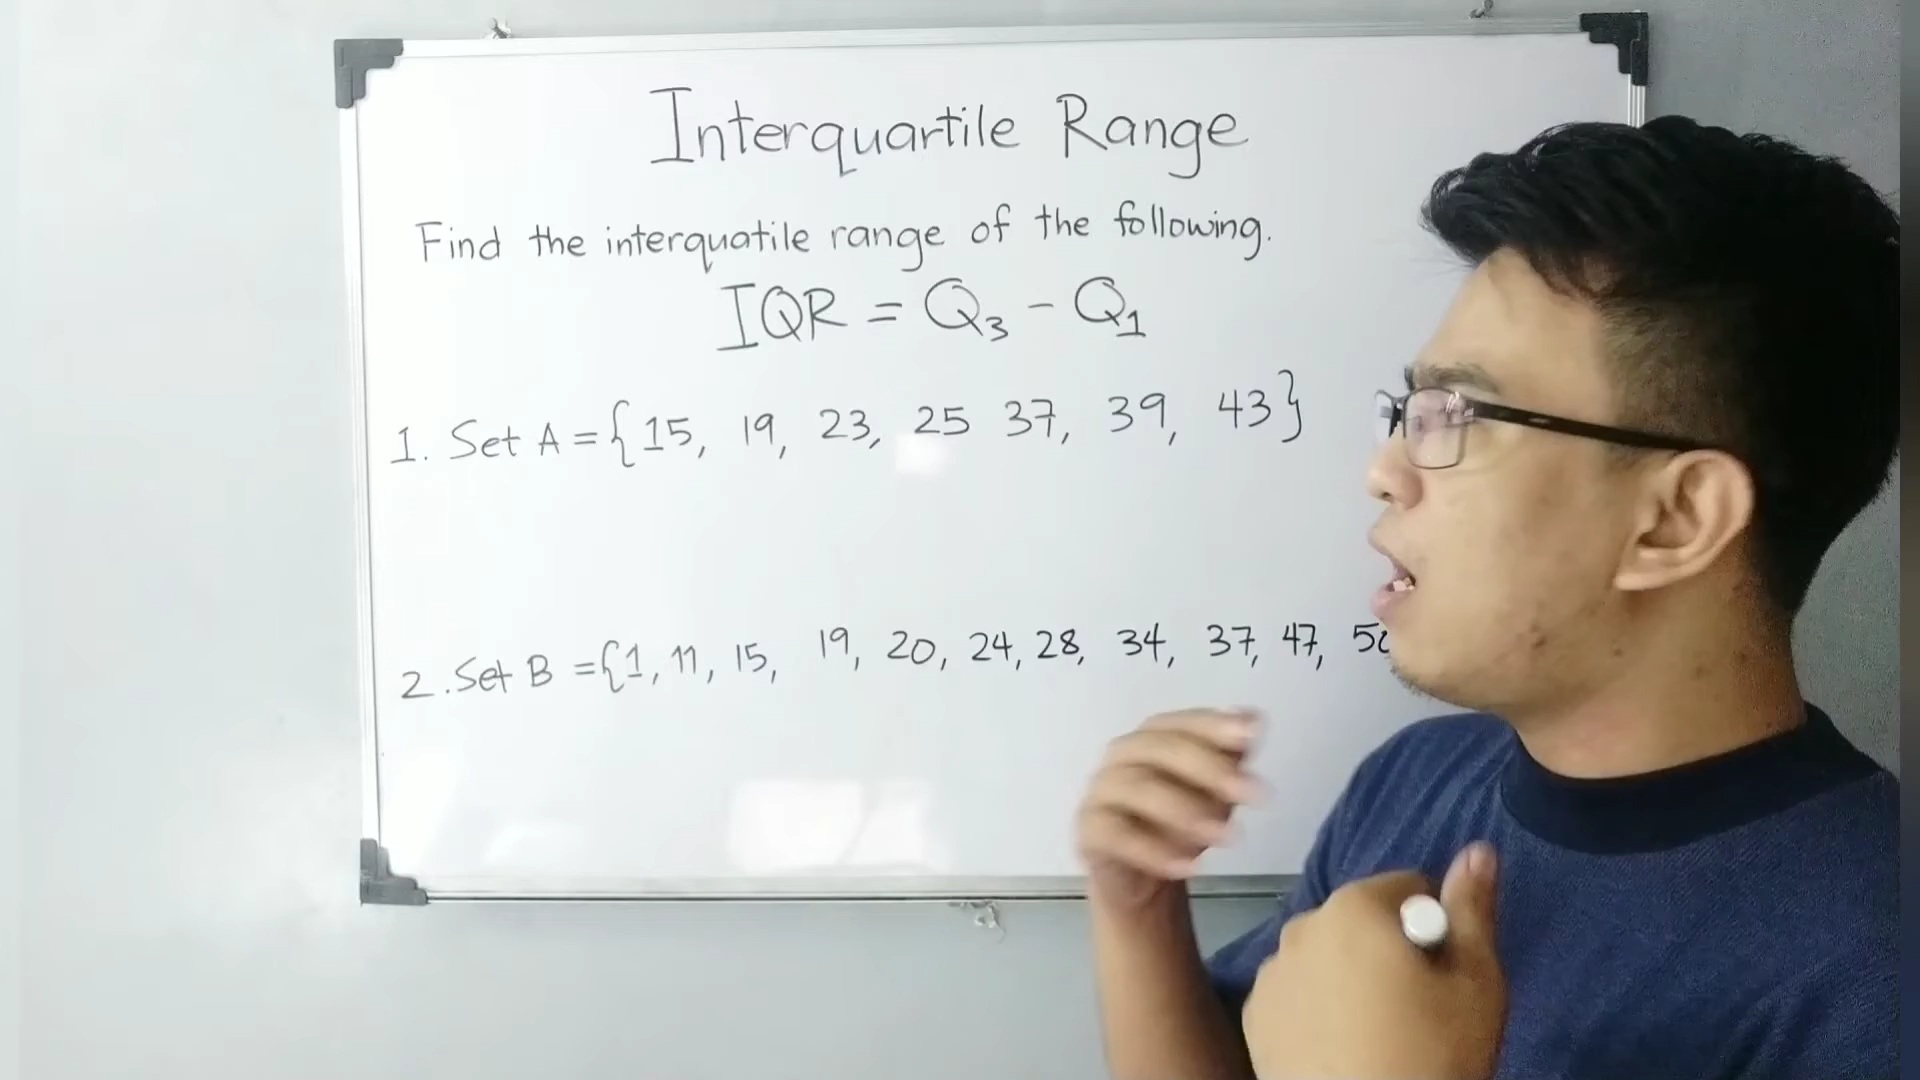 Interquartile Range
Find the interquatile range of the following.
IQR = Q₃ - Q₁
1. Set A = {15, 19, 23, 25 37, 39, 43}
2. Set B = {1, 11, 15, 19, 20, 24, 28, 34, 37, 47,